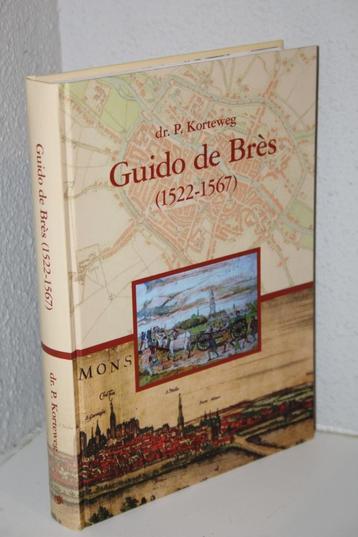 dr. P. Korteweg
Guido de Brès
(1522-1567)
MONS
Guido de Brès (1522-1567)
dr. P. Korteweg